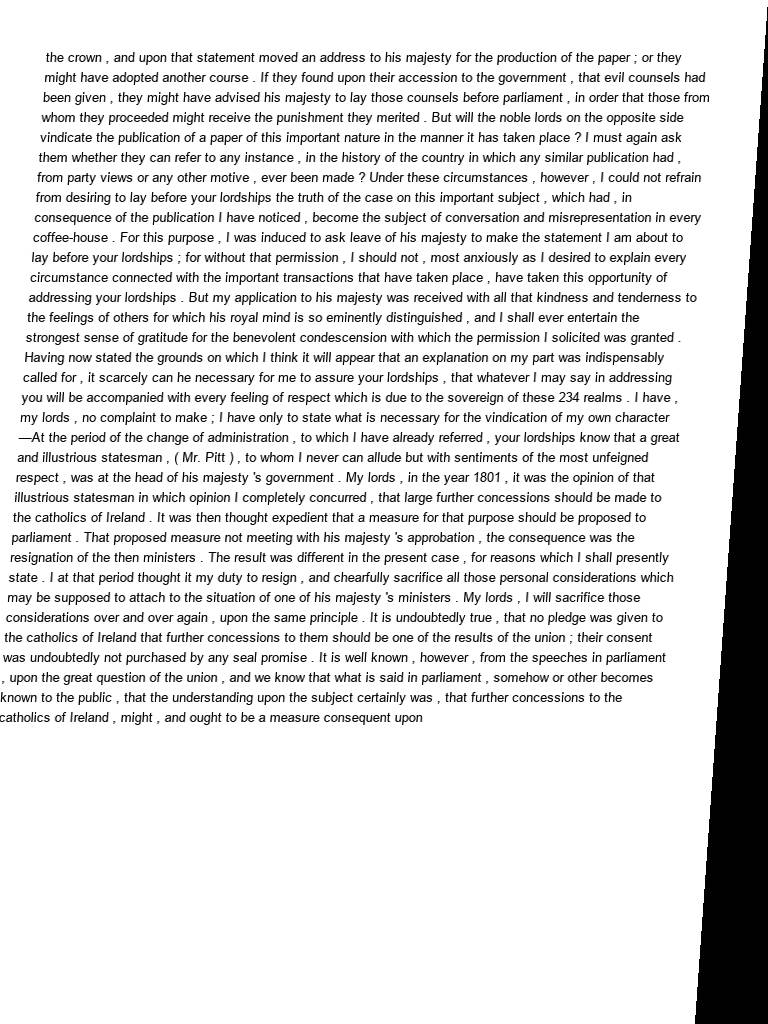 the crown , and upon that statement moved an address to his majesty for the production of the paper ; or they
might have adopted another course . If they found upon their accession to the government , that evil counsels had
been given , they might have advised his majesty to lay those counsels before parliament , in order that those from
whom they proceeded might receive the punishment they merited . But will the noble lords on the opposite side
vindicate the publication of a paper of this important nature in the manner it has taken place ? I must again ask
them whether they can refer to any instance , in the history of the country in which any similar publication had ,
from party views or any other motive , ever been made ? Under these circumstances , however , I could not refrain
from desiring to lay before your lordships the truth of the case on this important subject , which had , in
consequence of the publication I have noticed , become the subject of conversation and misrepresentation in every
coffee-house . For this purpose , I was induced to ask leave of his majesty to make the statement I am about to
lay before your lordships ; for without that permission , I should not , most anxiously as I desired to explain every
circumstance connected with the important transactions that have taken place , have taken this opportunity of
addressing your lordships . But my application to his majesty was received with all that kindness and tenderness to
the feelings of others for which his royal mind is so eminently distinguished , and I shall ever entertain the
strongest sense of gratitude for the benevolent condescension with which the permission I solicited was granted .
Having now stated the grounds on which I think it will appear that an explanation on my part was indispensably
called for , it scarcely can be necessary for me to assure your lordships , that whatever I may say in addressing
you will be accompanied with every feeling of respect which is due to the sovereign of these 234 realms . I have ,
my lords , no complaint to make ; I have only to state what is necessary for the vindication of my own character
—At the period of the change of administration , to which I have already referred , your lordships know that a great
and illustrious statesman , ( Mr. Pitt ) , to whom I never can allude but with sentiments of the most unfeigned
respect , was at the head of his majesty 's government . My lords , in the year 1801 , it was the opinion of that
illustrious statesman in which opinion I completely concurred , that large further concessions should be made to
the catholics of Ireland . It was then thought expedient that a measure for that purpose should be proposed to
parliament . That proposed measure not meeting with his majesty 's approbation , the consequence was the
resignation of the then ministers . The result was different in the present case , for reasons which I shall presently
state . I at that period thought it my duty to resign , and chearfully sacrifice all those personal considerations which
may be supposed to attach to the situation of one of his majesty 's ministers . My lords , I will sacrifice those
considerations over and over again , upon the same principle . It is undoubtedly true , that no pledge was given to
the catholics of Ireland that further concessions to them should be one of the results of the union ; their consent
was undoubtedly not purchased by any seal promise . It is well known , however , from the speeches in parliament
, upon the great question of the union , and we know that what is said in parliament , somehow or other becomes
known to the public , that the understanding upon the subject certainly was , that further concessions to the
catholics of Ireland , might , and ought to be a measure consequent upon